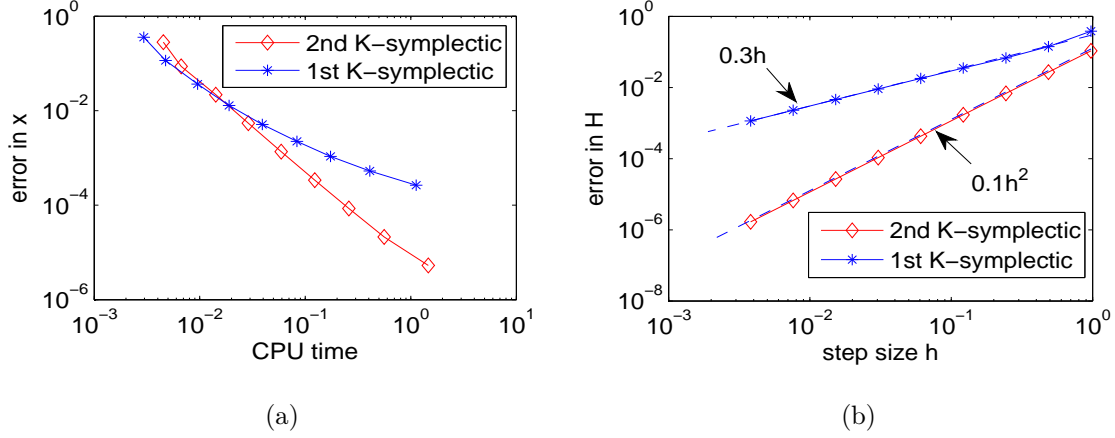 10^0
10^−2
10^−4
10^−6
error in x
10^−3
10^−2
10^−1
10^0
10^1
CPU time
2nd K−symplectic
1st K−symplectic
(a)
10^0
10^−2
10^−4
10^−6
10^−8
error in H
10^−3
10^−2
10^−1
10^0
step size h
0.3h
0.1h^2
2nd K−symplectic
1st K−symplectic
(b)